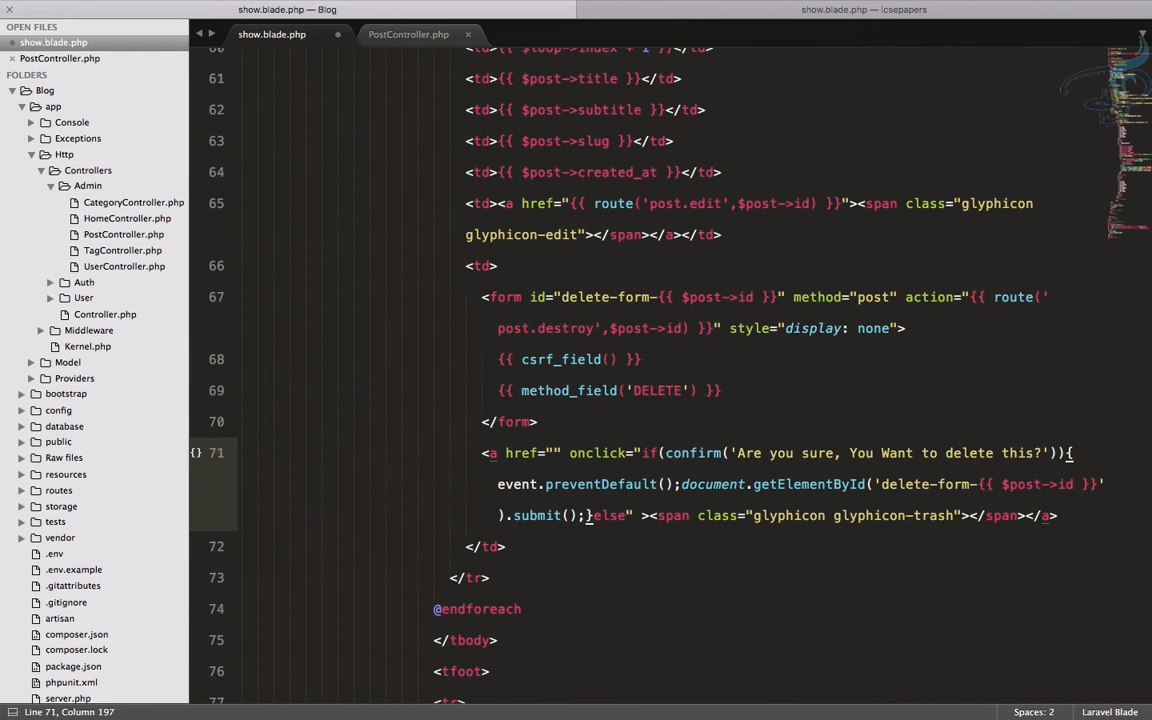 show.blade.php — Blog
show.blade.php — icsepapers
OPEN FILES
show.blade.php
PostController.php
FOLDERS
Blog
app
Console
Exceptions
Http
Controllers
Admin
CategoryController.php
HomeController.php
PostController.php
TagController.php
UserController.php
Auth
User
Controller.php
Middleware
Kernel.php
Model
Providers
bootstrap
config
database
public
Raw files
resources
routes
storage
tests
vendor
.env
.env.example
.gitattributes
.gitignore
artisan
composer.json
composer.lock
package.json
phpunit.xml
server.php
show.blade.php
PostController.php
60 <td>{{ $loop->index + 1 }}</td>
61 <td>{{ $post->title }}</td>
62 <td>{{ $post->subtitle }}</td>
63 <td>{{ $post->slug }}</td>
64 <td>{{ $post->created_at }}</td>
65 <td><a href="{{ route('post.edit',$post->id) }}"><span class="glyphicon
glyphicon-edit"></span></a></td>
66 <td>
67 <form id="delete-form-{{ $post->id }}" method="post" action="{{ route('
post.destroy',$post->id) }}" style="display: none">
68 {{ csrf_field() }}
69 {{ method_field('DELETE') }}
70 </form>
{} 71 <a href="" onclick="if(confirm('Are you sure, You Want to delete this?')){
event.preventDefault();document.getElementById('delete-form-{{ $post->id }}'
).submit();}else" ><span class="glyphicon glyphicon-trash"></span></a>
72 </td>
73 </tr>
74 @endforeach
75 </tbody>
76 <tfoot>
77 <tr>
Line 71, Column 197
Spaces: 2
Laravel Blade